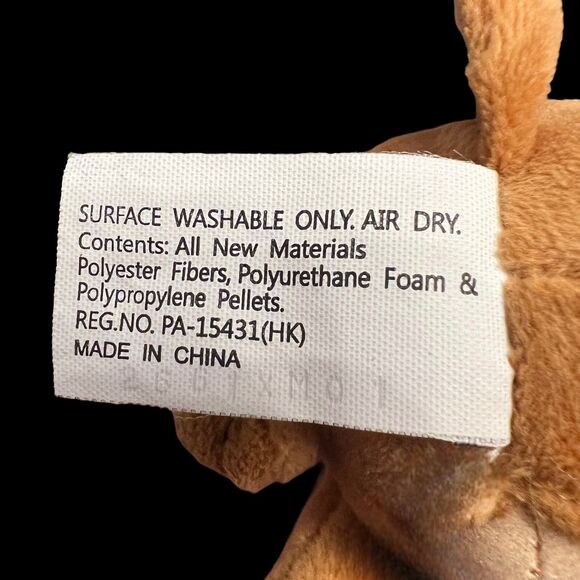 SURFACE WASHABLE ONLY. AIR DRY.
Contents: All New Materials
Polyester Fibers, Polyurethane Foam &
Polypropylene Pellets.
REG.NO. PA-15431(HK)
MADE IN CHINA